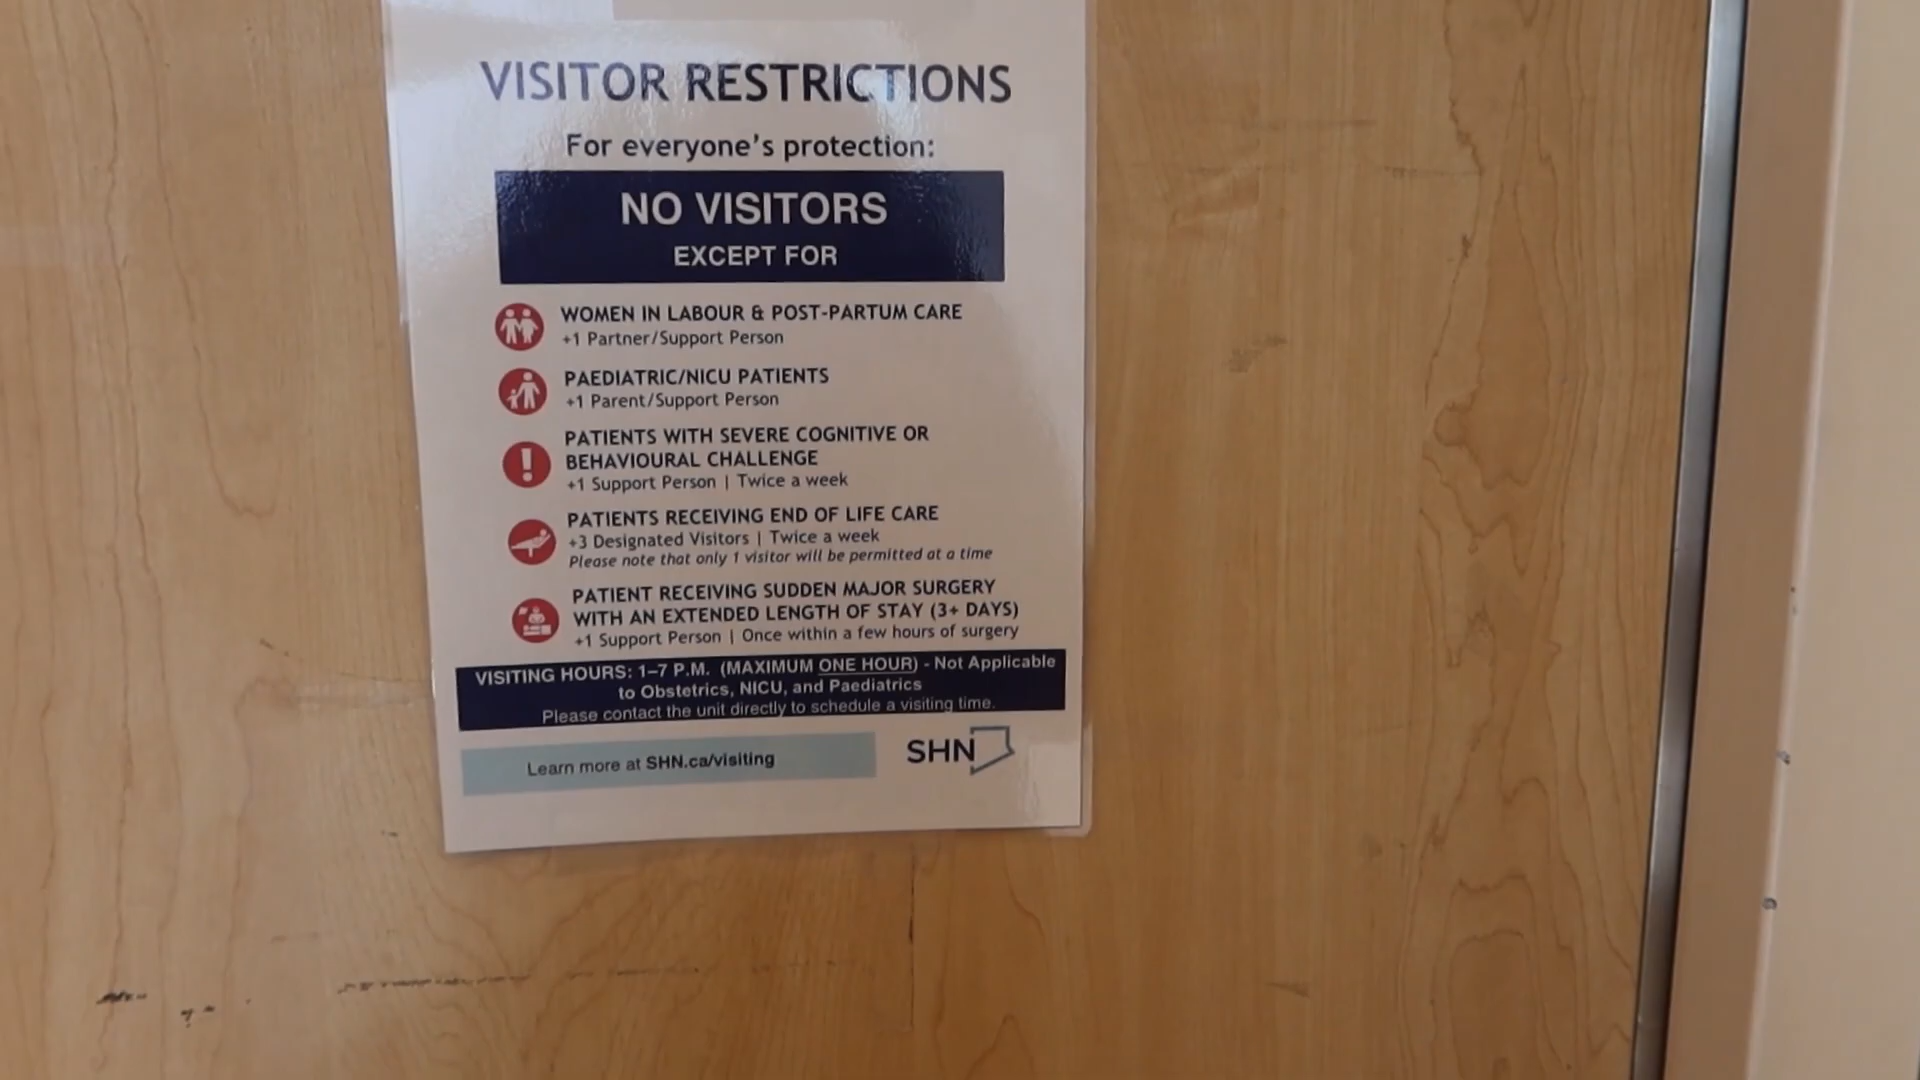 VISITOR RESTRICTIONS
For everyone's protection:
NO VISITORS
EXCEPT FOR
WOMEN IN LABOUR & POST-PARTUM CARE
+1 Partner/Support Person
PAEDIATRIC/NICU PATIENTS
+1 Parent/Support Person
PATIENTS WITH SEVERE COGNITIVE OR
BEHAVIOURAL CHALLENGE
+1 Support Person | Twice a week
PATIENTS RECEIVING END OF LIFE CARE
+3 Designated Visitors | Twice a week
Please note that only 1 visitor will be permitted at a time
PATIENT RECEIVING SUDDEN MAJOR SURGERY
WITH AN EXTENDED LENGTH OF STAY (3+ DAYS)
+1 Support Person | Once within a few hours of surgery
VISITING HOURS: 1–7 P.M. (MAXIMUM ONE HOUR) - Not Applicable
to Obstetrics, NICU, and Paediatrics
Please contact the unit directly to schedule a visiting time.
Learn more at SHN.ca/visiting
SHN